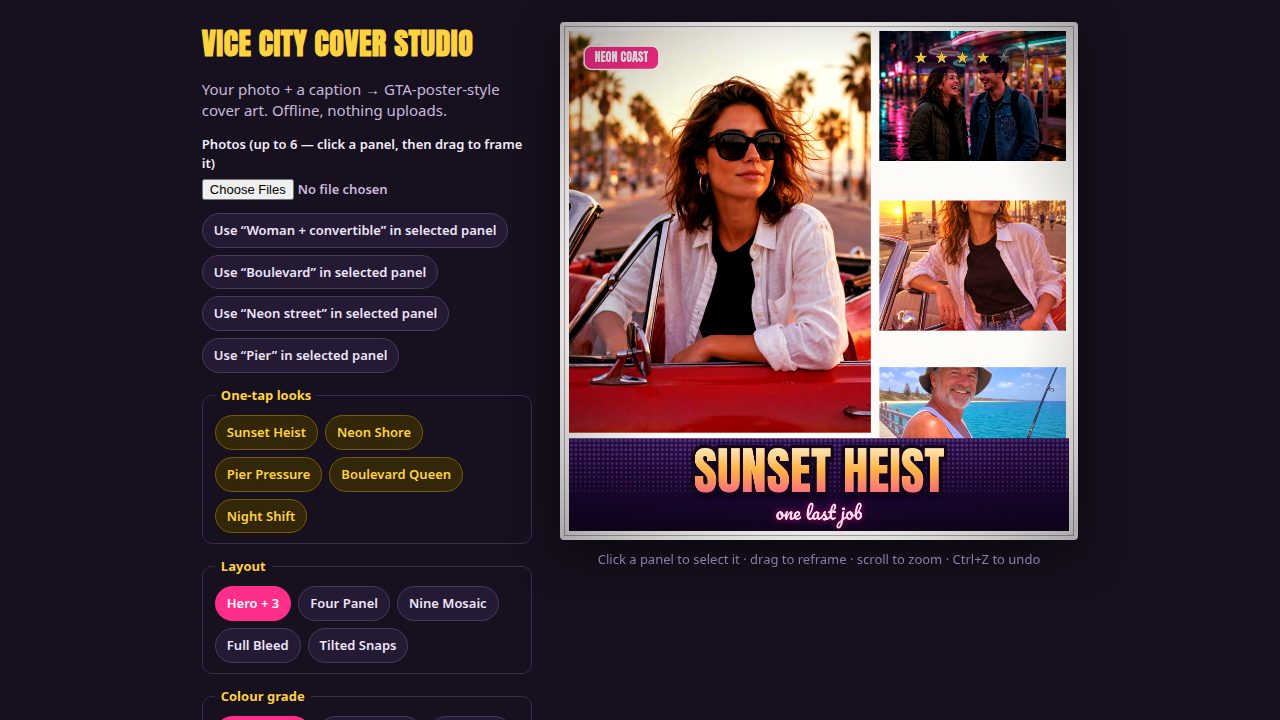 VICE CITY COVER STUDIO
Your photo + a caption → GTA-poster-style
cover art. Offline, nothing uploads.
Photos (up to 6 — click a panel, then drag to frame
it)
Choose Files No file chosen
Use “Woman + convertible” in selected panel
Use “Boulevard” in selected panel
Use “Neon street” in selected panel
Use “Pier” in selected panel
One-tap looks
Sunset Heist Neon Shore
Pier Pressure Boulevard Queen
Night Shift
Layout
Hero + 3 Four Panel Nine Mosaic
Full Bleed Tilted Snaps
Colour grade
NEON COAST
SUNSET HEIST
one last job
Click a panel to select it · drag to reframe · scroll to zoom · Ctrl+Z to undo